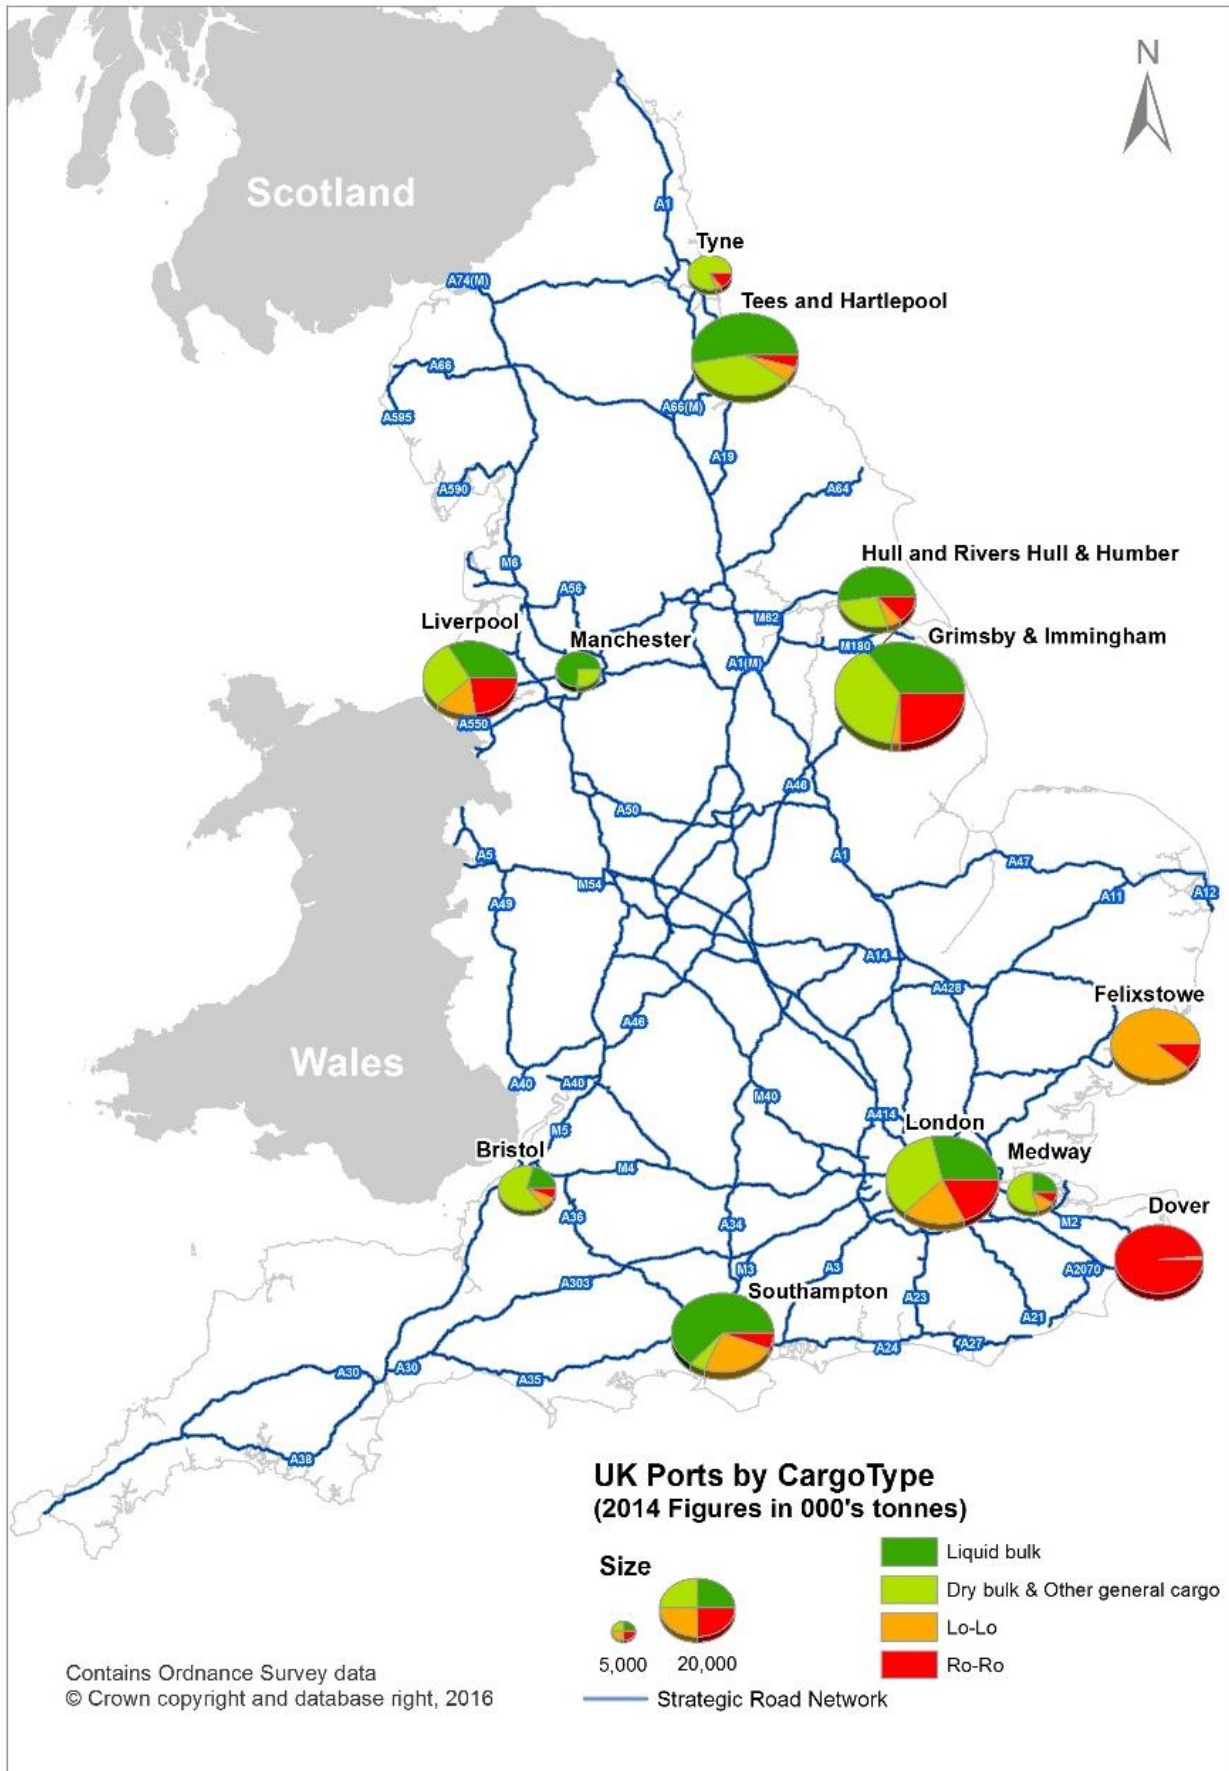 N
Scotland
A1
Tyne
A74(M)
Tees and Hartlepool
A66
A66(M)
A595
A19
A590
A64
Hull and Rivers Hull & Humber
M6
A56
M62
Liverpool
Manchester
Grimsby & Immingham
M180
A1(M)
A550
A46
A50
A1
A5
A47
M54
A49
A11
A12
A14
A428
Felixstowe
A46
Wales
A40
A40
M40
A414
London
M5
Bristol
Medway
M4
Dover
A36
A34
M2
M3
A3
A2070
A303
Southampton
A23
A21
A24
A27
A30
A30
A35
A38
UK Ports by CargoType
(2014 Figures in 000's tonnes)
Size
5,000
20,000
Liquid bulk
Dry bulk & Other general cargo
Lo-Lo
Ro-Ro
Strategic Road Network
Contains Ordnance Survey data
© Crown copyright and database right, 2016